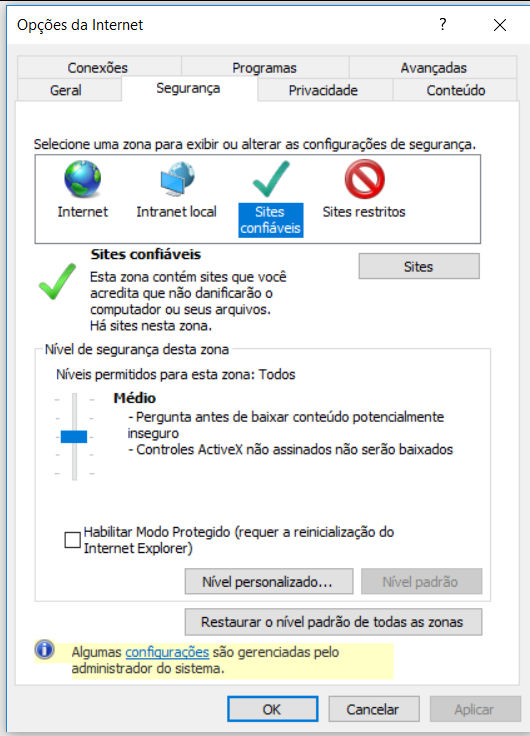 Opções da Internet
?
Conexões Programas Avançadas
Geral Segurança Privacidade Conteúdo
Selecione uma zona para exibir ou alterar as configurações de segurança.
Internet Intranet local Sites confiáveis Sites restritos
Sites confiáveis
Sites
Esta zona contém sites que você
acredita que não danificarão o
computador ou seus arquivos.
Há sites nesta zona.
Nível de segurança desta zona
Níveis permitidos para esta zona: Todos
Médio
- Pergunta antes de baixar conteúdo potencialmente
inseguro
- Controles ActiveX não assinados não serão baixados
Habilitar Modo Protegido (requer a reinicialização do
Internet Explorer)
Nível personalizado... Nível padrão
Restaurar o nível padrão de todas as zonas
Algumas configurações são gerenciadas pelo
administrador do sistema.
OK Cancelar Aplicar